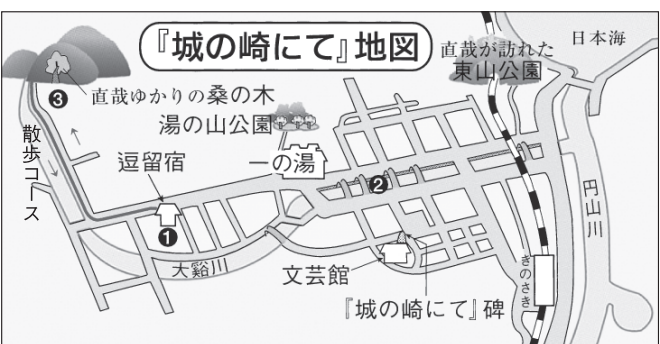 『城の崎にて』地図
直哉が訪れた
東山公園
日本海
❸
直哉ゆかりの桑の木
湯の山公園
散歩コース
逗留宿
一の湯
❷
❶
円山川
大谿川
文芸館
きのさき
『城の崎にて』碑